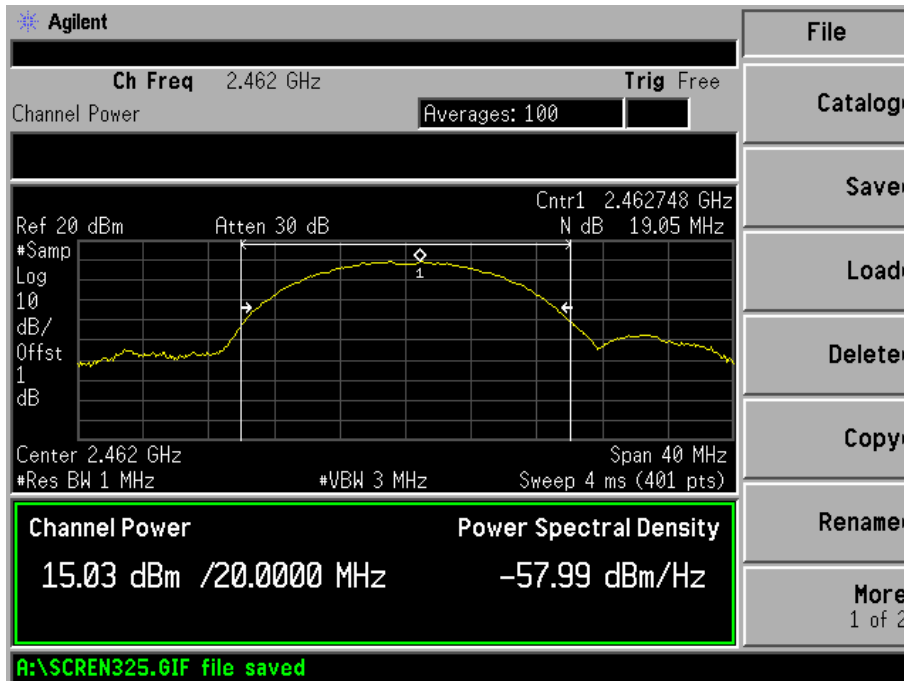 Agilent
File
Ch Freq 2.462 GHz Trig Free
Channel Power Averages: 100
Catalog
Save
Cntr1 2.462748 GHz
Ref 20 dBm Atten 30 dB N dB 19.05 MHz
#Samp
Log
10
dB/
Offst
1
dB
1
Load
Delete
Copy
Center 2.462 GHz Span 40 MHz
#Res BW 1 MHz #VBW 3 MHz Sweep 4 ms (401 pts)
Channel Power Power Spectral Density
15.03 dBm /20.0000 MHz -57.99 dBm/Hz
Rename
More
1 of 2
A:\SCREN325.GIF file saved